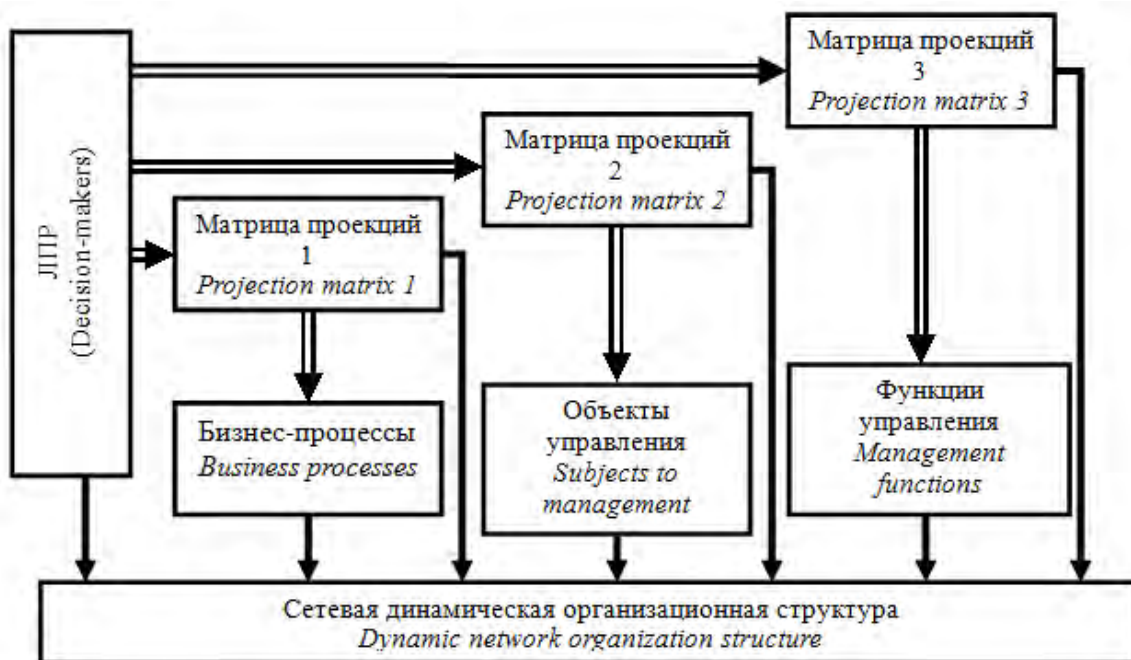 ЛПР
(Decision-makers)
Матрица проекций
3
Projection matrix 3
Матрица проекций
2
Projection matrix 2
Матрица проекций
1
Projection matrix 1
Бизнес-процессы
Business processes
Объекты
управления
Subjects to
management
Функции
управления
Management
functions
Сетевая динамическая организационная структура
Dynamic network organization structure